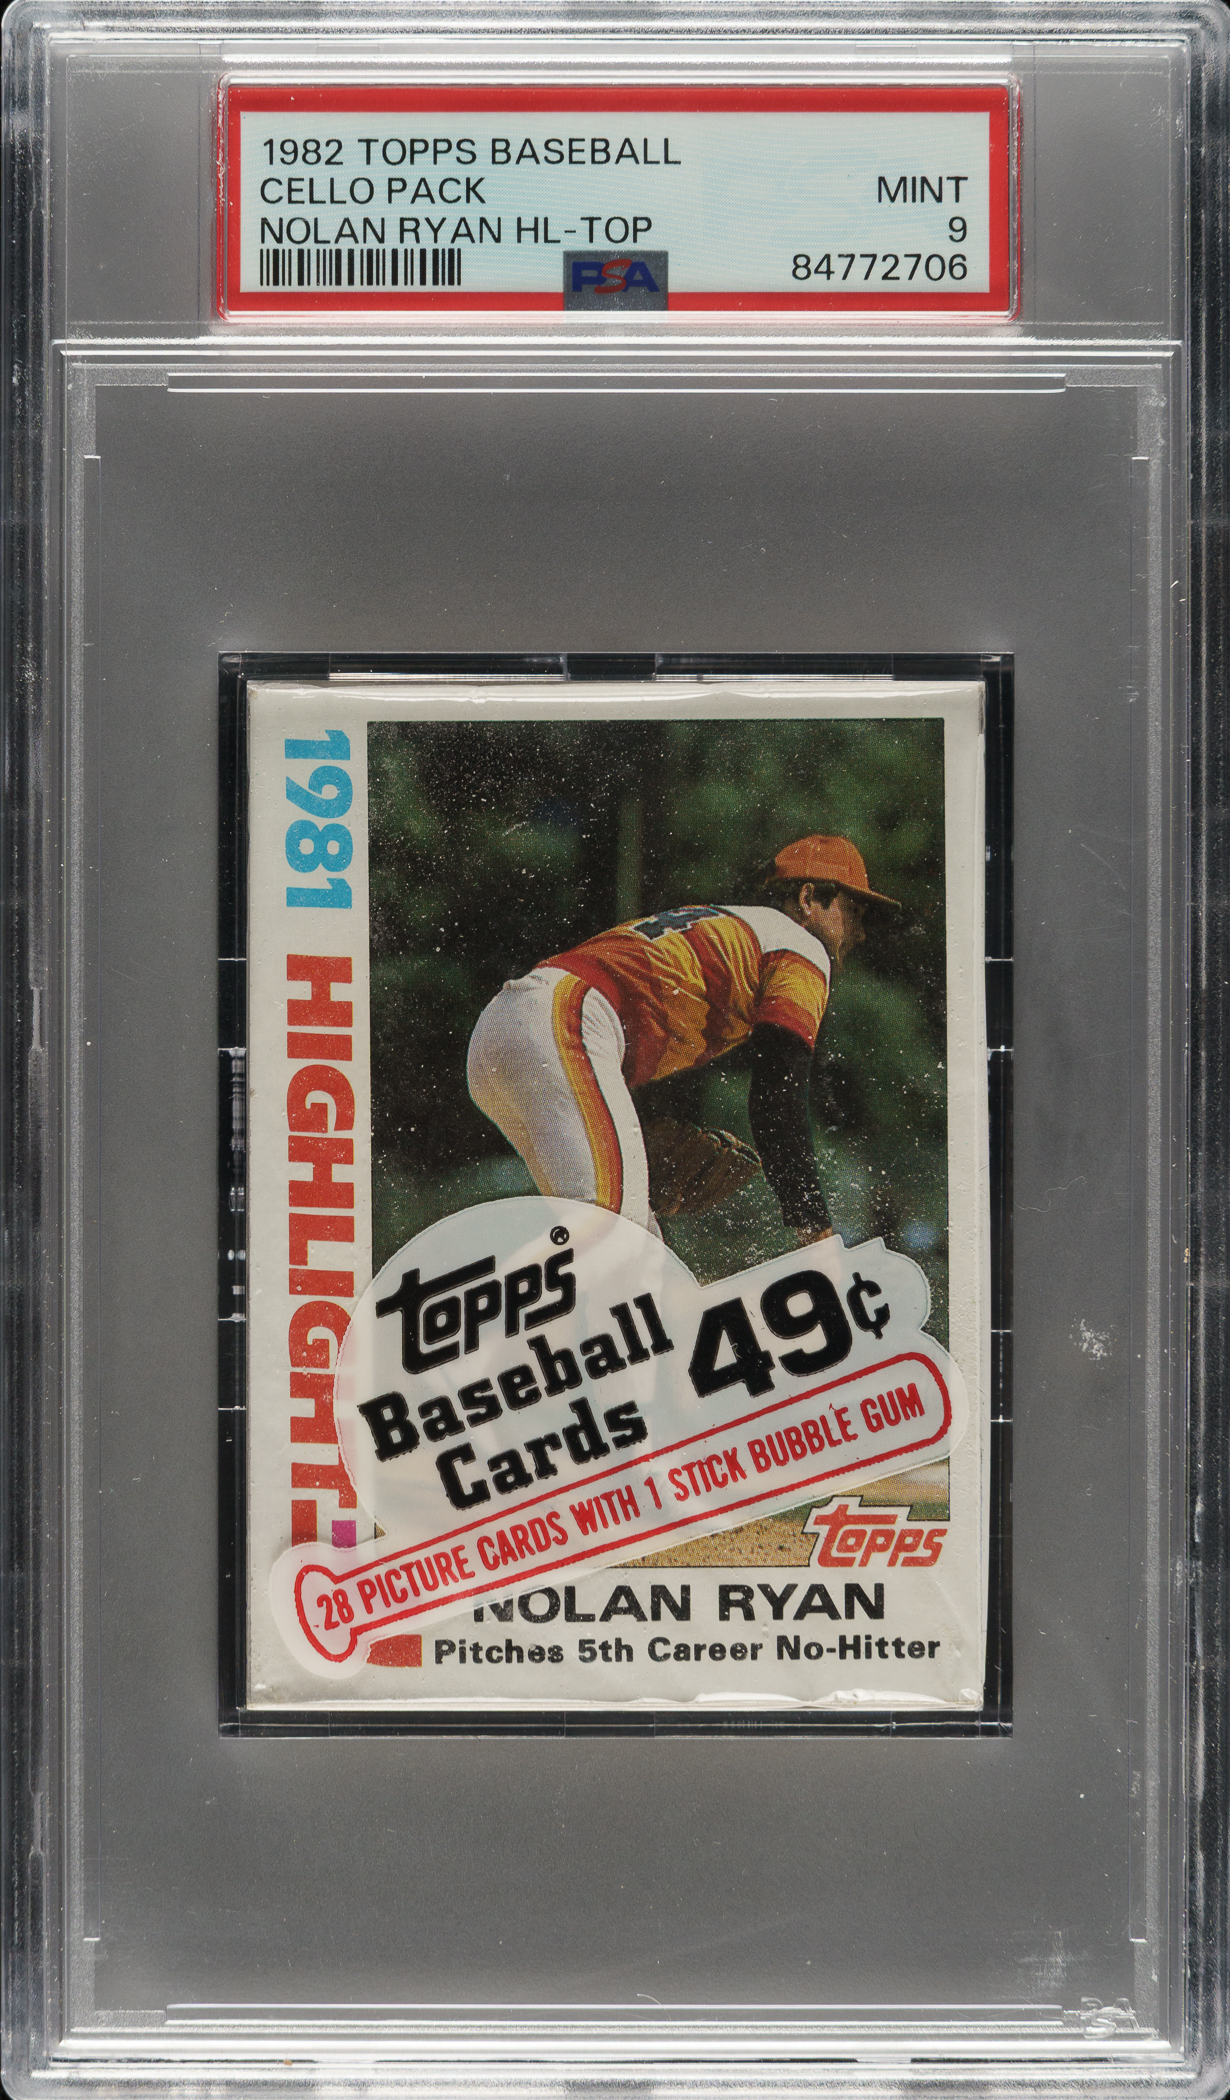 1982 TOPPS BASEBALL
CELLO PACK
MINT
NOLAN RYAN HL-TOP
9
PSA
84772706
1981 HIGHLIGHT
Topps®
Baseball
Cards
49¢
28 PICTURE CARDS WITH 1 STICK BUBBLE GUM
Topps
NOLAN RYAN
Pitches 5th Career No-Hitter
PSA